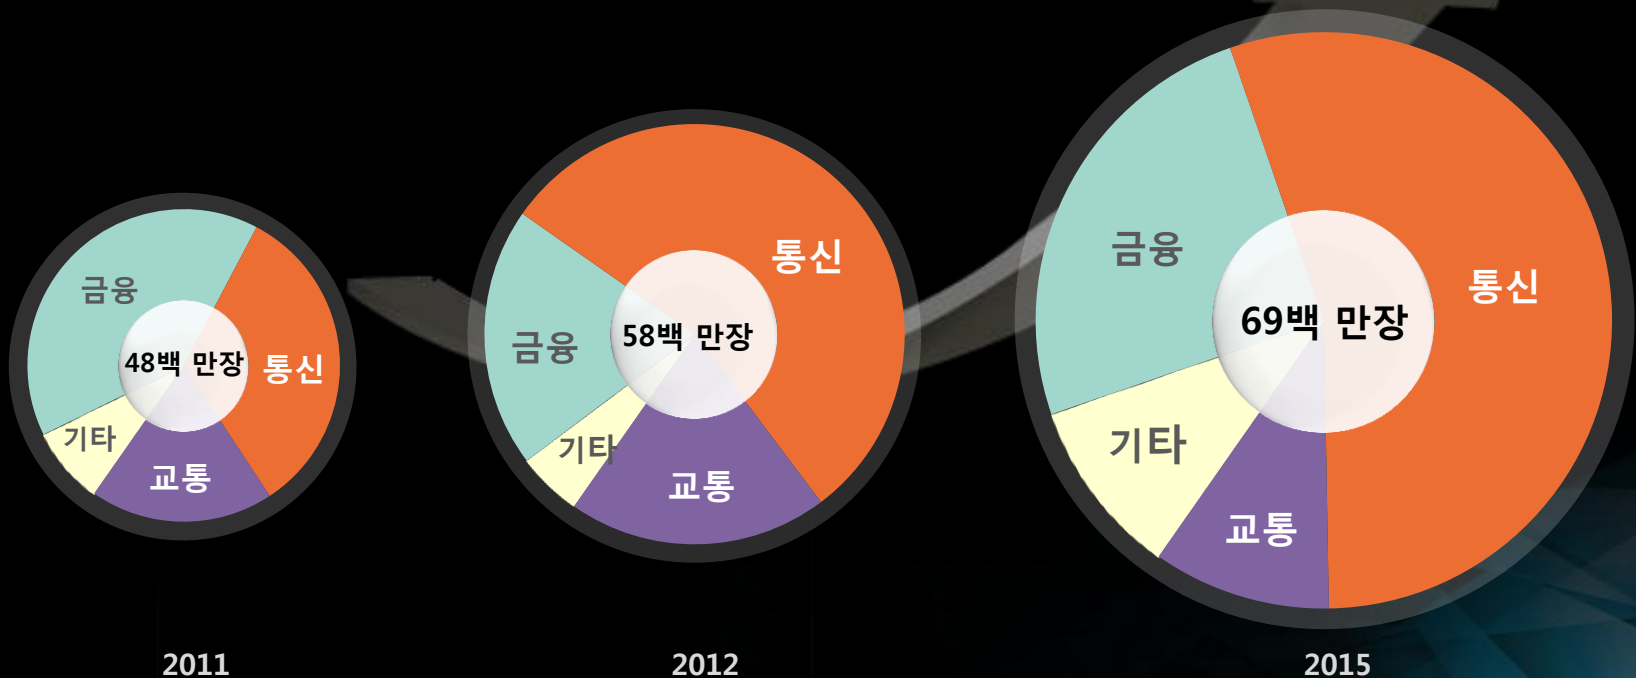 금융
통신
기타
교통
48백 만장
2011
통신
금융
기타
교통
58백 만장
2012
금융
통신
기타
교통
69백 만장
2015